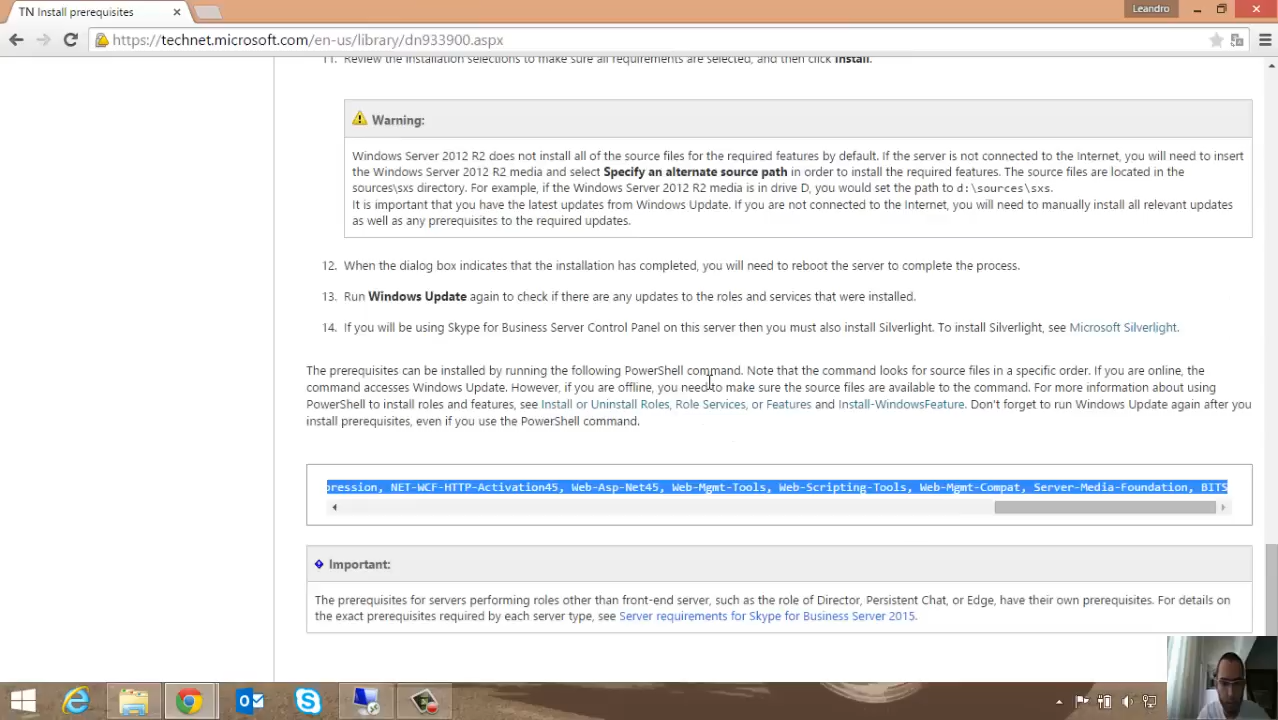 TN Install prerequisites
Leandro
https://technet.microsoft.com/en-us/library/dn933900.aspx
11. Review the installation selections to make sure all requirements are selected, and then click Install.
Warning:
Windows Server 2012 R2 does not install all of the source files for the required features by default. If the server is not connected to the Internet, you will need to insert
the Windows Server 2012 R2 media and select Specify an alternate source path in order to install the required features. The source files are located in the
sources\sxs directory. For example, if the Windows Server 2012 R2 media is in drive D, you would set the path to d:\sources\sxs.
It is important that you have the latest updates from Windows Update. If you are not connected to the Internet, you will need to manually install all relevant updates
as well as any prerequisites to the required updates.
12. When the dialog box indicates that the installation has completed, you will need to reboot the server to complete the process.
13. Run Windows Update again to check if there are any updates to the roles and services that were installed.
14. If you will be using Skype for Business Server Control Panel on this server then you must also install Silverlight. To install Silverlight, see Microsoft Silverlight.
The prerequisites can be installed by running the following PowerShell command. Note that the command looks for source files in a specific order. If you are online, the
command accesses Windows Update. However, if you are offline, you need to make sure the source files are available to the command. For more information about using
PowerShell to install roles and features, see Install or Uninstall Roles, Role Services, or Features and Install-WindowsFeature. Don't forget to run Windows Update again after you
install prerequisites, even if you use the PowerShell command.
pression, NET-WCF-HTTP-Activation45, Web-Asp-Net45, Web-Mgmt-Tools, Web-Scripting-Tools, Web-Mgmt-Compat, Server-Media-Foundation, BITS
Important:
The prerequisites for servers performing roles other than front-end server, such as the role of Director, Persistent Chat, or Edge, have their own prerequisites. For details on
the exact prerequisites required by each server type, see Server requirements for Skype for Business Server 2015.